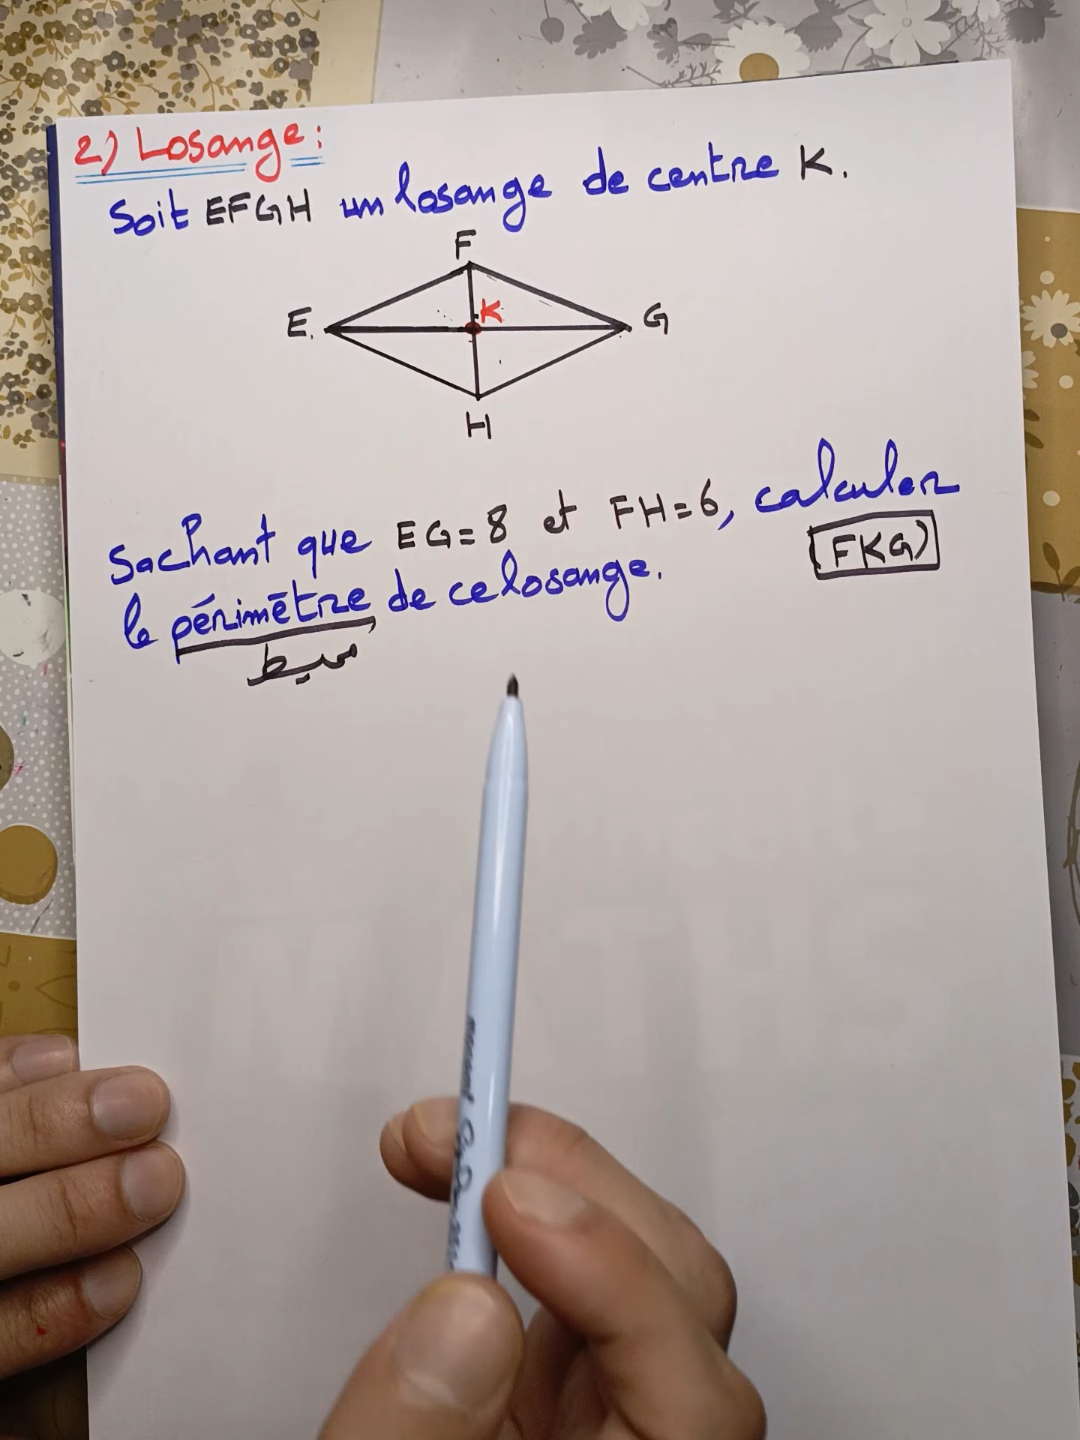 2) Losange:
Soit EFGH un losange de centre K.
F
E. K G
H
Sachant que EG=8 et FH=6, calculer
le périmètre de ce losange. FKG)
محيط